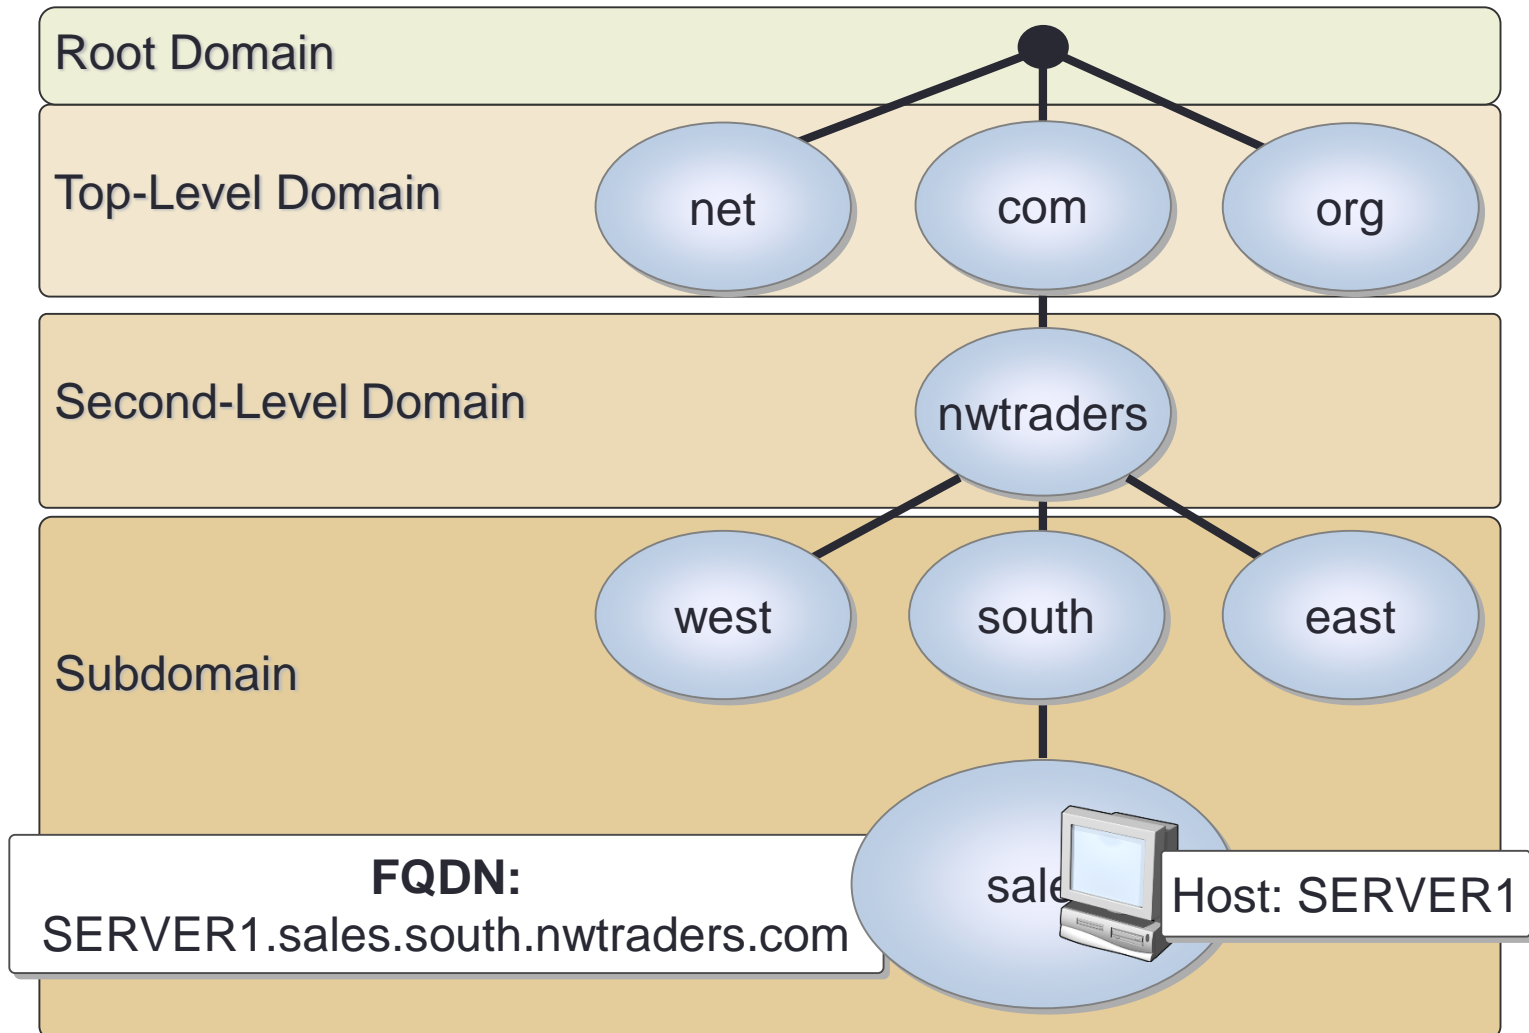 Root Domain
Top-Level Domain
net
com
org
Second-Level Domain
nwtraders
west
south
east
Subdomain
FQDN:
SERVER1.sales.south.nwtraders.com
sale
Host: SERVER1